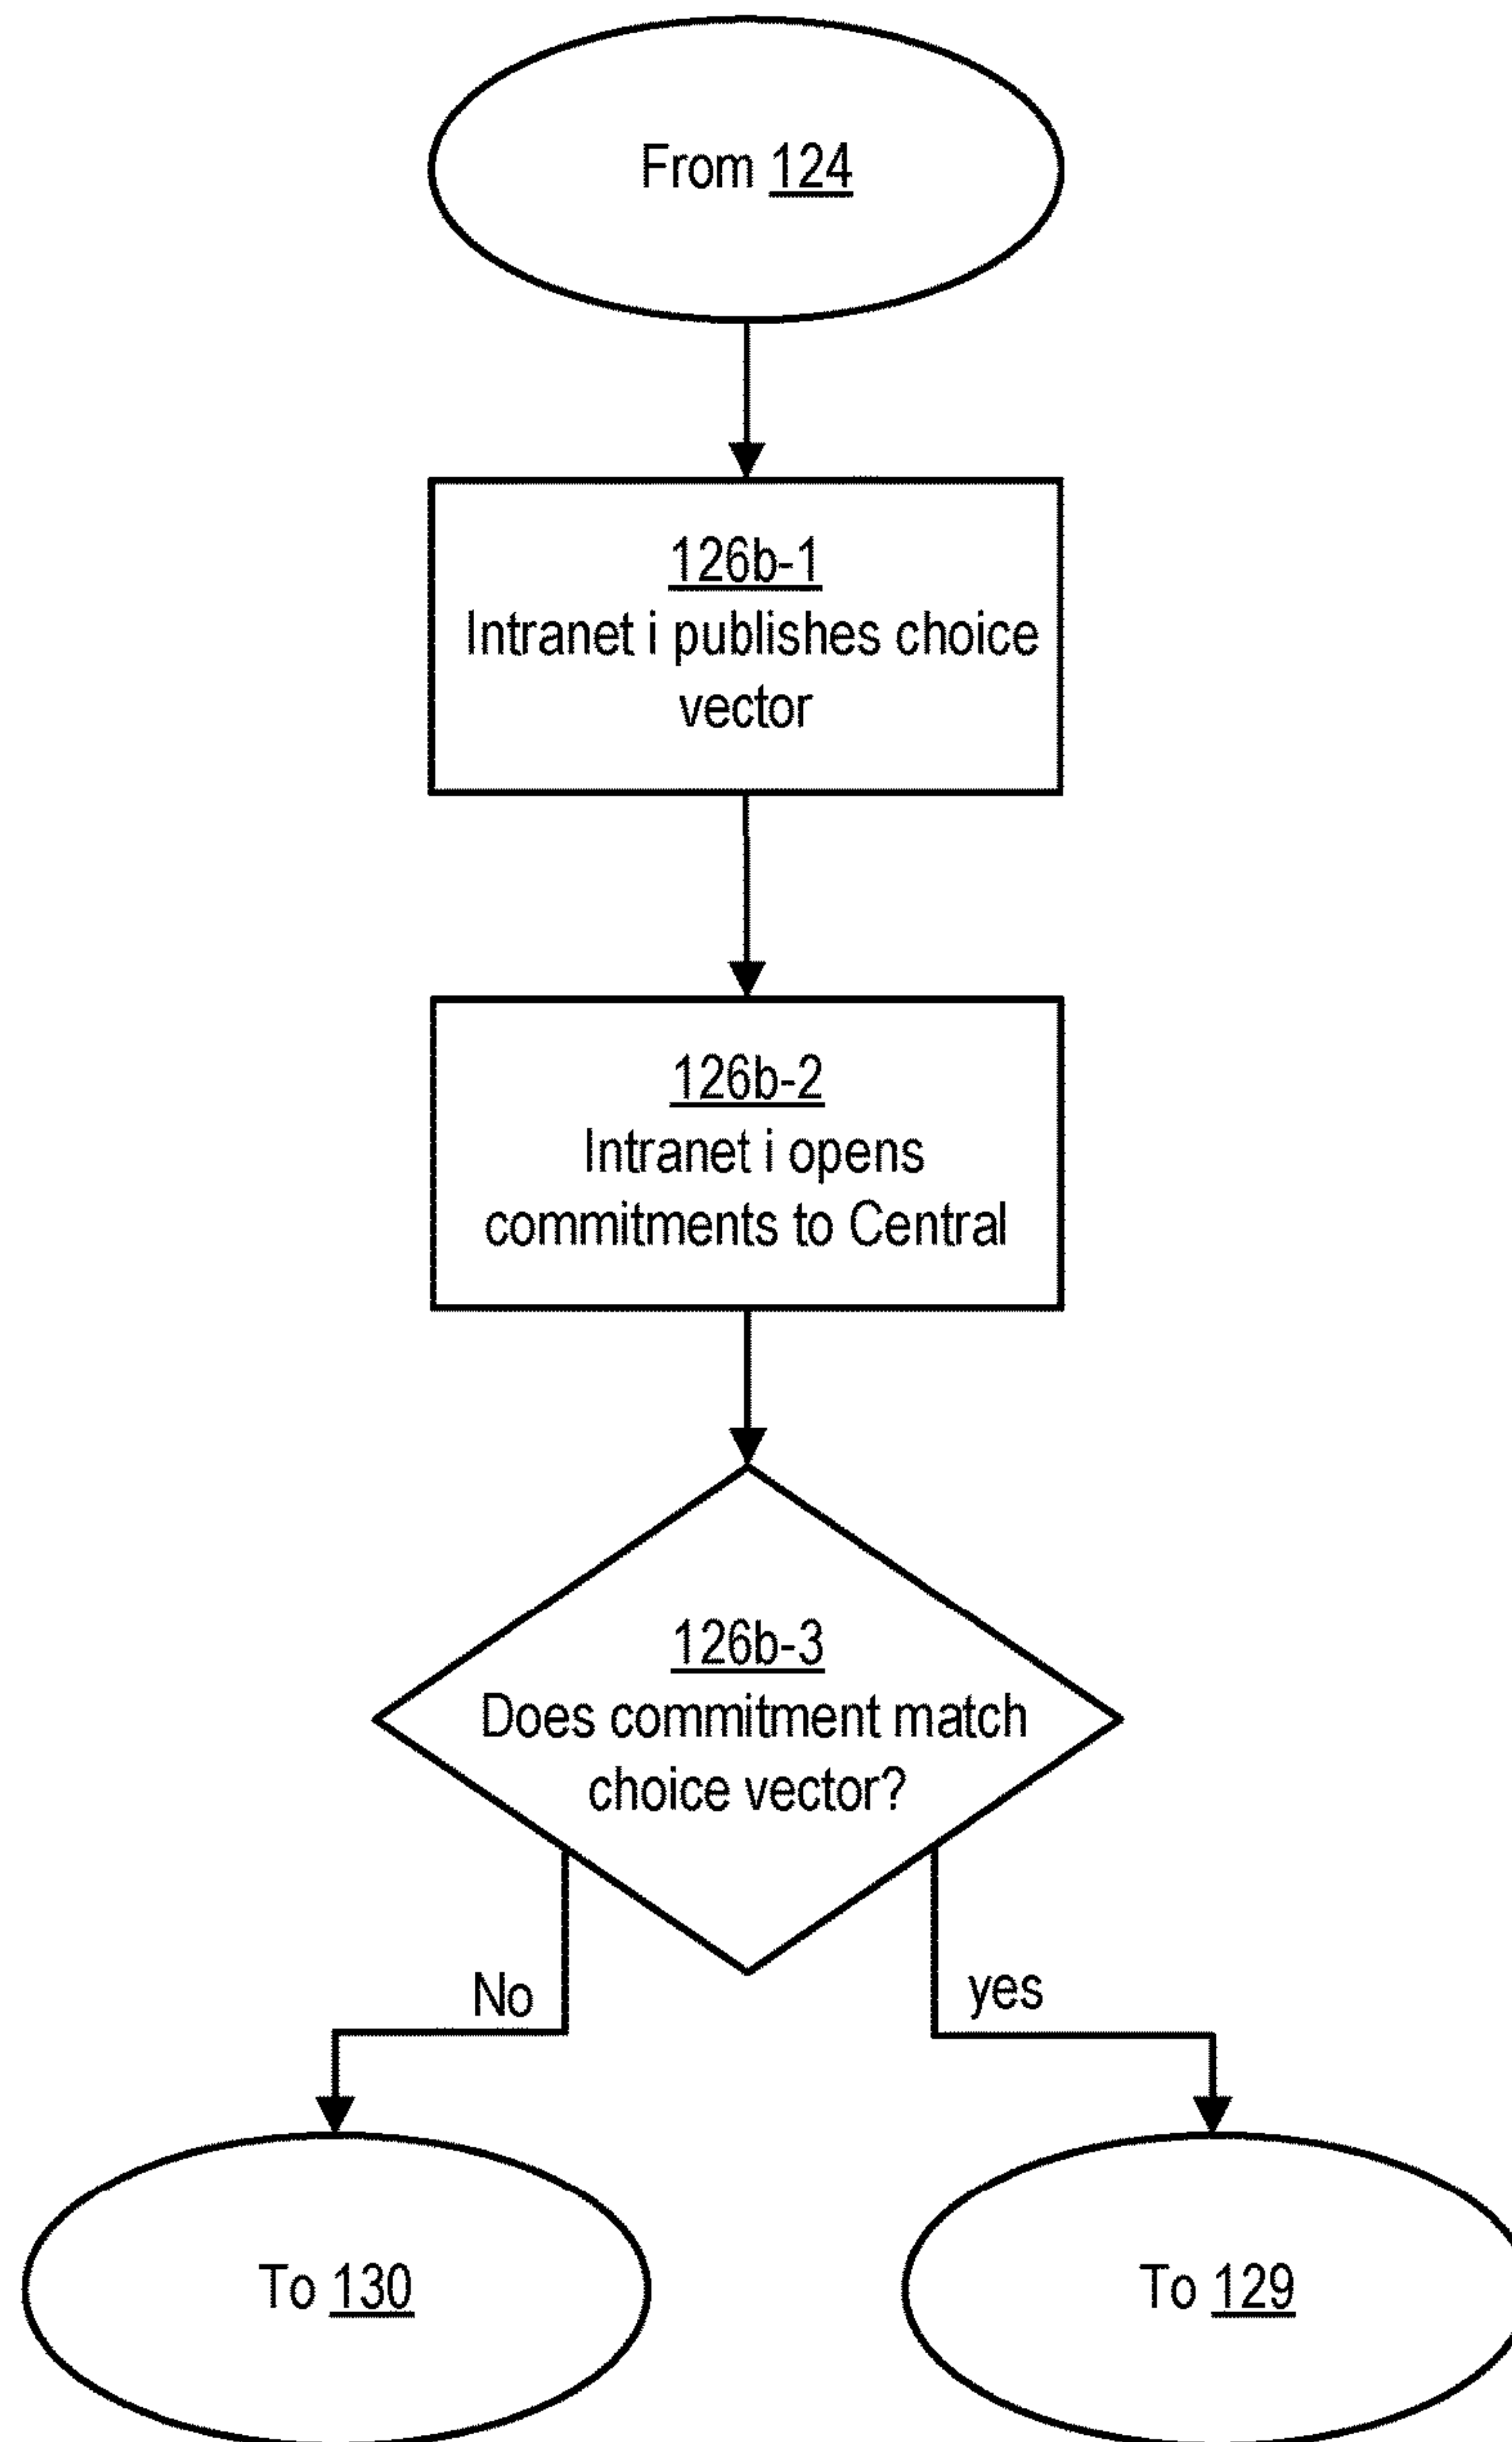 From 124
126b-1
Intranet i publishes choice
vector
126b-2
Intranet i opens
commitments to Central
126b-3
Does commitment match
choice vector?
No
yes
To 130
To 129